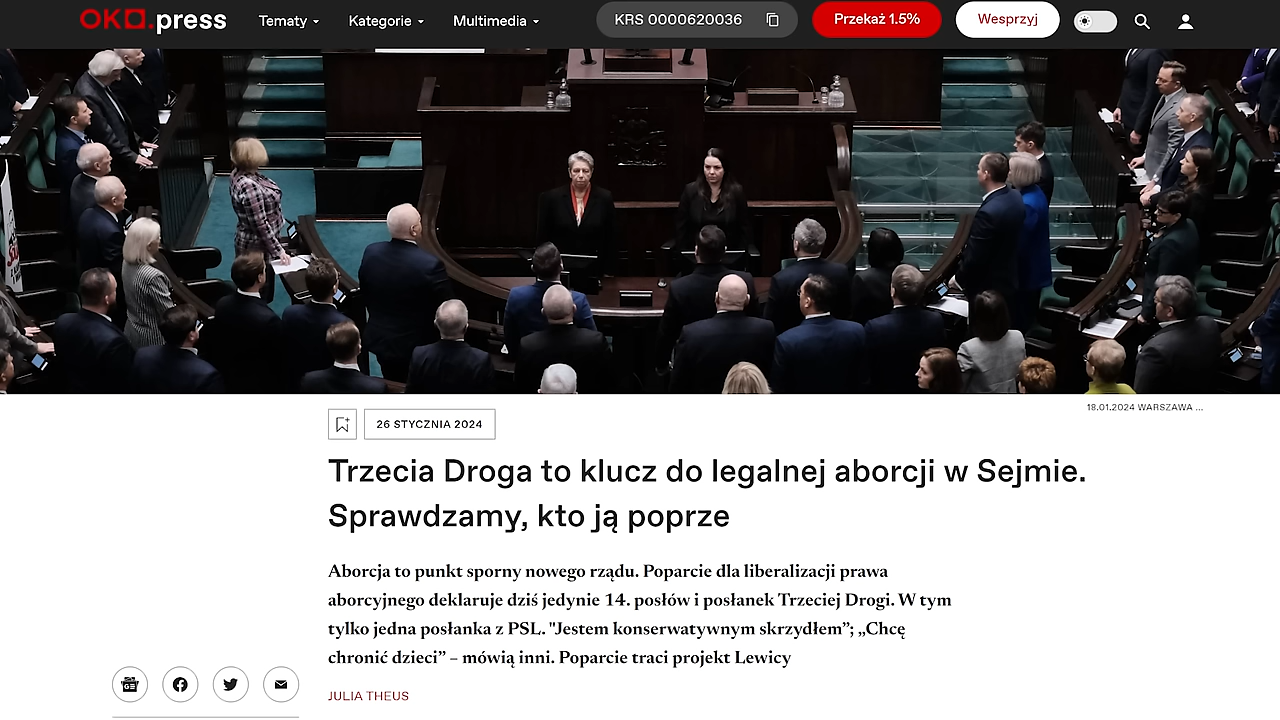 OKO.press
Tematy
Kategorie
Multimedia
KRS 0000620036
Przekaż 1.5%
Wesprzyj
18.01.2024 WARSZAWA ...
26 STYCZNIA 2024
Trzecia Droga to klucz do legalnej aborcji w Sejmie.
Sprawdzamy, kto ją poprze
Aborcja to punkt sporny nowego rządu. Poparcie dla liberalizacji prawa
aborcyjnego deklaruje dziś jedynie 14. posłów i posłanek Trzeciej Drogi. W tym
tylko jedna posłanka z PSL. "Jestem konserwatywnym skrzydłem”; „Chcę
chronić dzieci” – mówią inni. Poparcie traci projekt Lewicy
JULIA THEUS